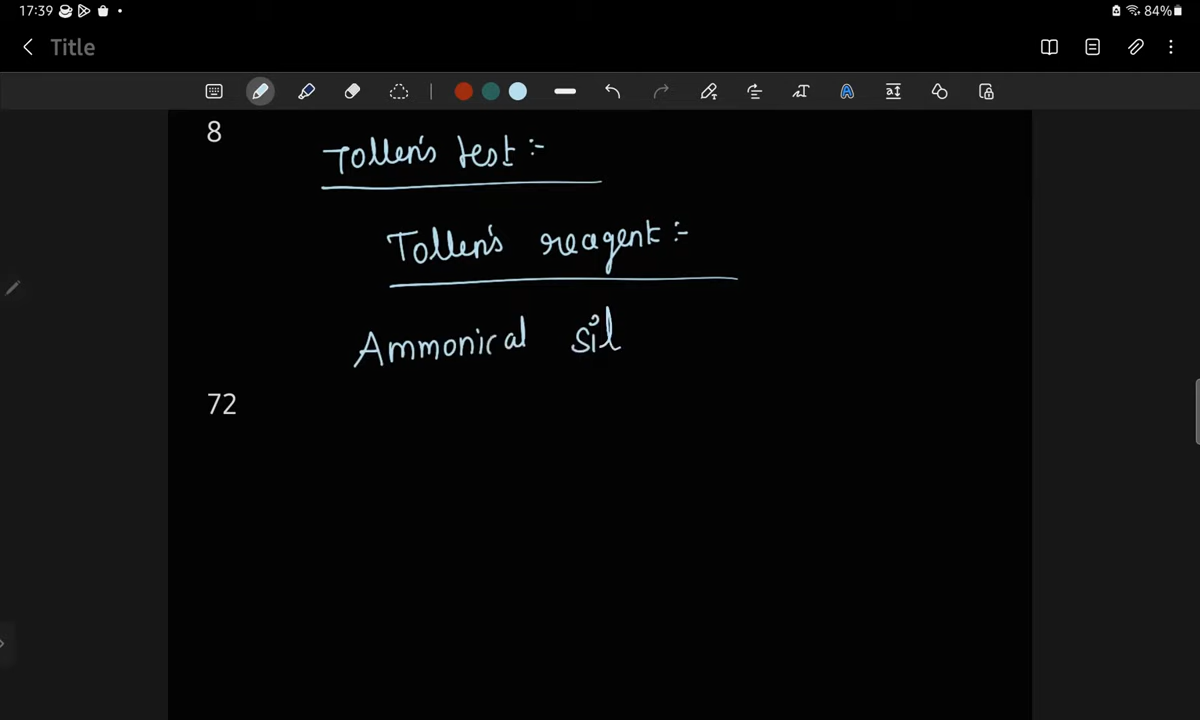 17:39 84%
Title
8
Tollen's test :-
Tollen's reagent :-
Ammonical sil
72